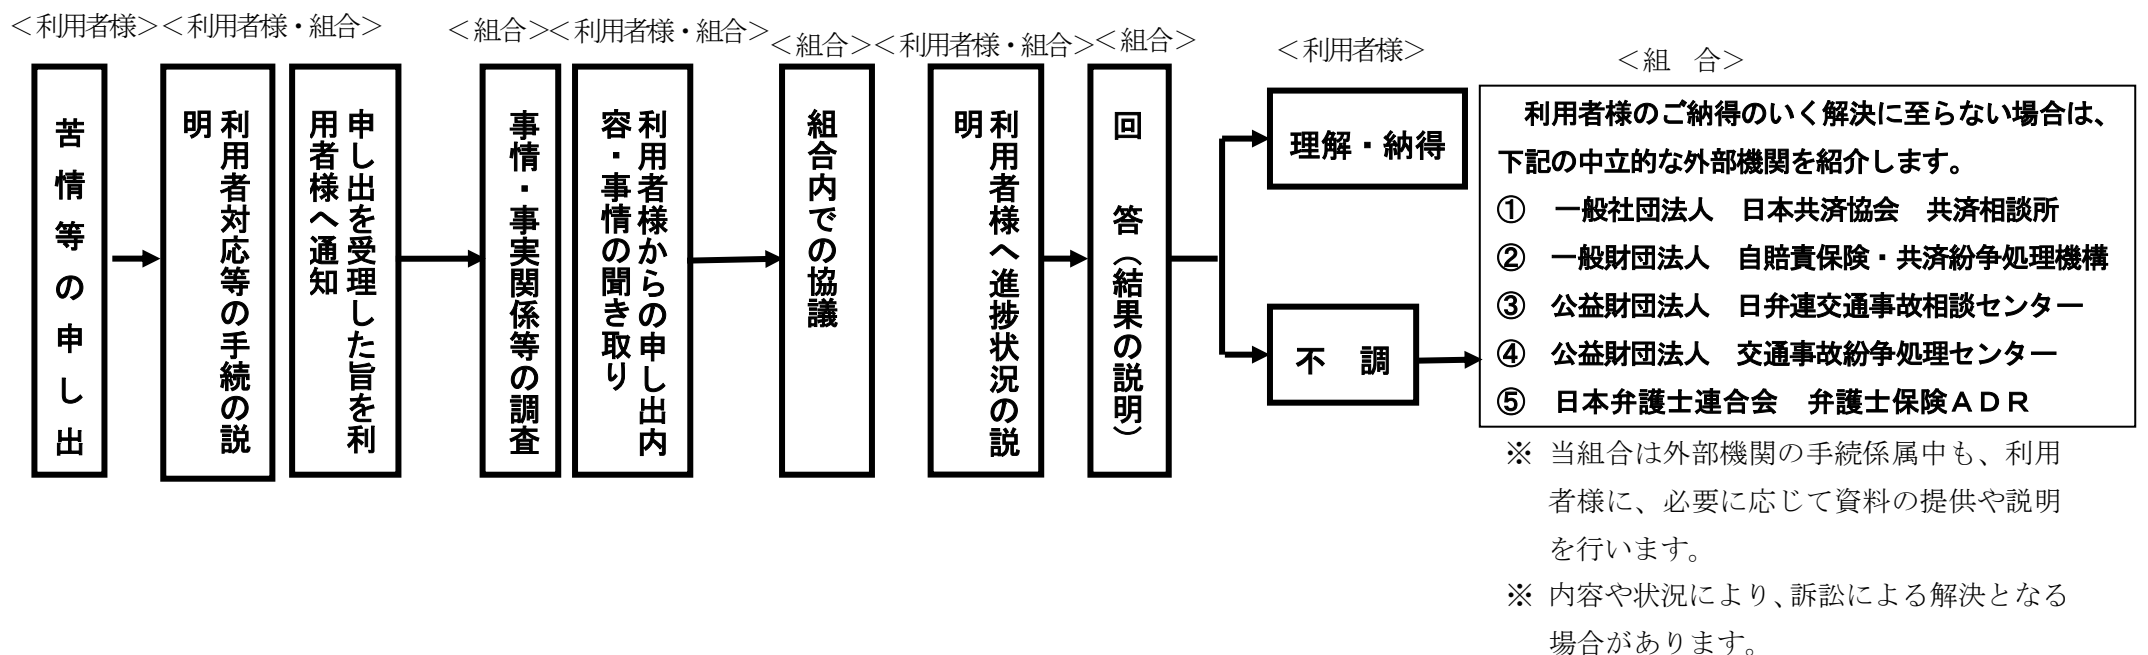 ＜利用者様＞＜利用者様・組合＞
＜組合＞＜利用者様・組合＞
＜組合＞＜利用者様・組合＞＜組合＞
＜利用者様＞
＜組　合＞
苦情等の申し出
利用者対応等の手続の説
明
申し出を受理した旨を利
用者様へ通知
事情・事実関係等の調査
利用者様からの申し出内
容・事情の聞き取り
組合内での協議
利用者様へ進捗状況の説
明
回　答（結果の説明）
理解・納得
不　調
利用者様のご納得のいく解決に至らない場合は、
下記の中立的な外部機関を紹介します。
①　一般社団法人　日本共済協会　共済相談所
②　一般財団法人　自賠責保険・共済紛争処理機構
③　公益財団法人　日弁連交通事故相談センター
④　公益財団法人　交通事故紛争処理センター
⑤　日本弁護士連合会　弁護士保険ＡＤＲ
※ 当組合は外部機関の手続係属中も、利用
者様に、必要に応じて資料の提供や説明
を行います。
※ 内容や状況により、訴訟による解決となる
場合があります。